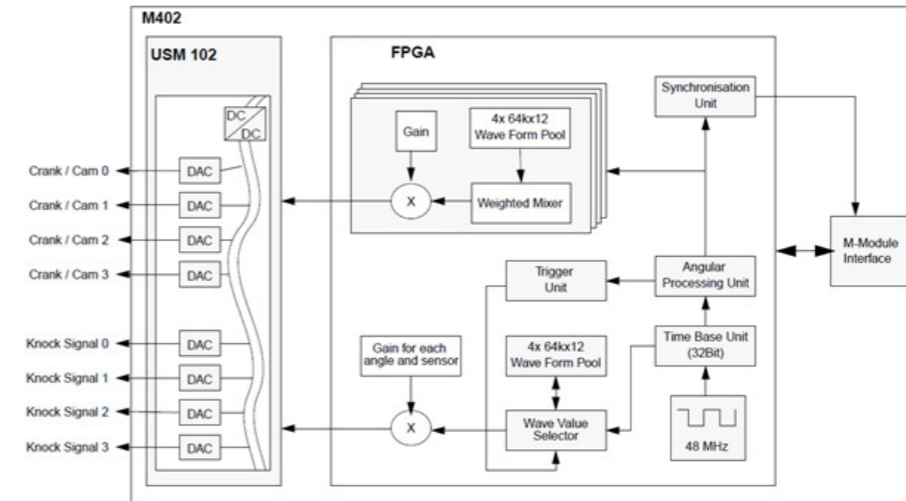 M402
USM 102
FPGA
DC
DC
Gain
4x 64kx12
Wave Form Pool
Synchronisation
Unit
Crank / Cam 0
DAC
Crank / Cam 1
DAC
X
Weighted Mixer
Crank / Cam 2
DAC
M-Module
Interface
Crank / Cam 3
DAC
Trigger
Unit
Angular
Processing Unit
Knock Signal 0
DAC
Gain for each
angle and sensor
4x 64kx12
Wave Form Pool
Time Base Unit
(32Bit)
Knock Signal 1
DAC
Knock Signal 2
DAC
X
Wave Value
Selector
48 MHz
Knock Signal 3
DAC